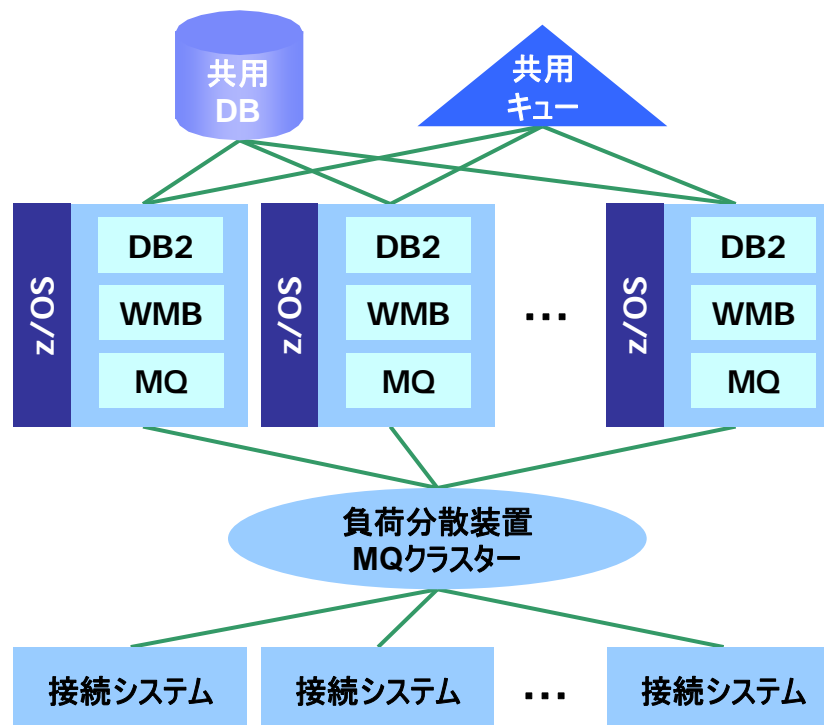 共用
DB
共用
キュー
z/OS
DB2
WMB
MQ
z/OS
DB2
WMB
MQ
...
z/OS
DB2
WMB
MQ
負荷分散装置
MQクラスター
接続システム
接続システム
...
接続システム